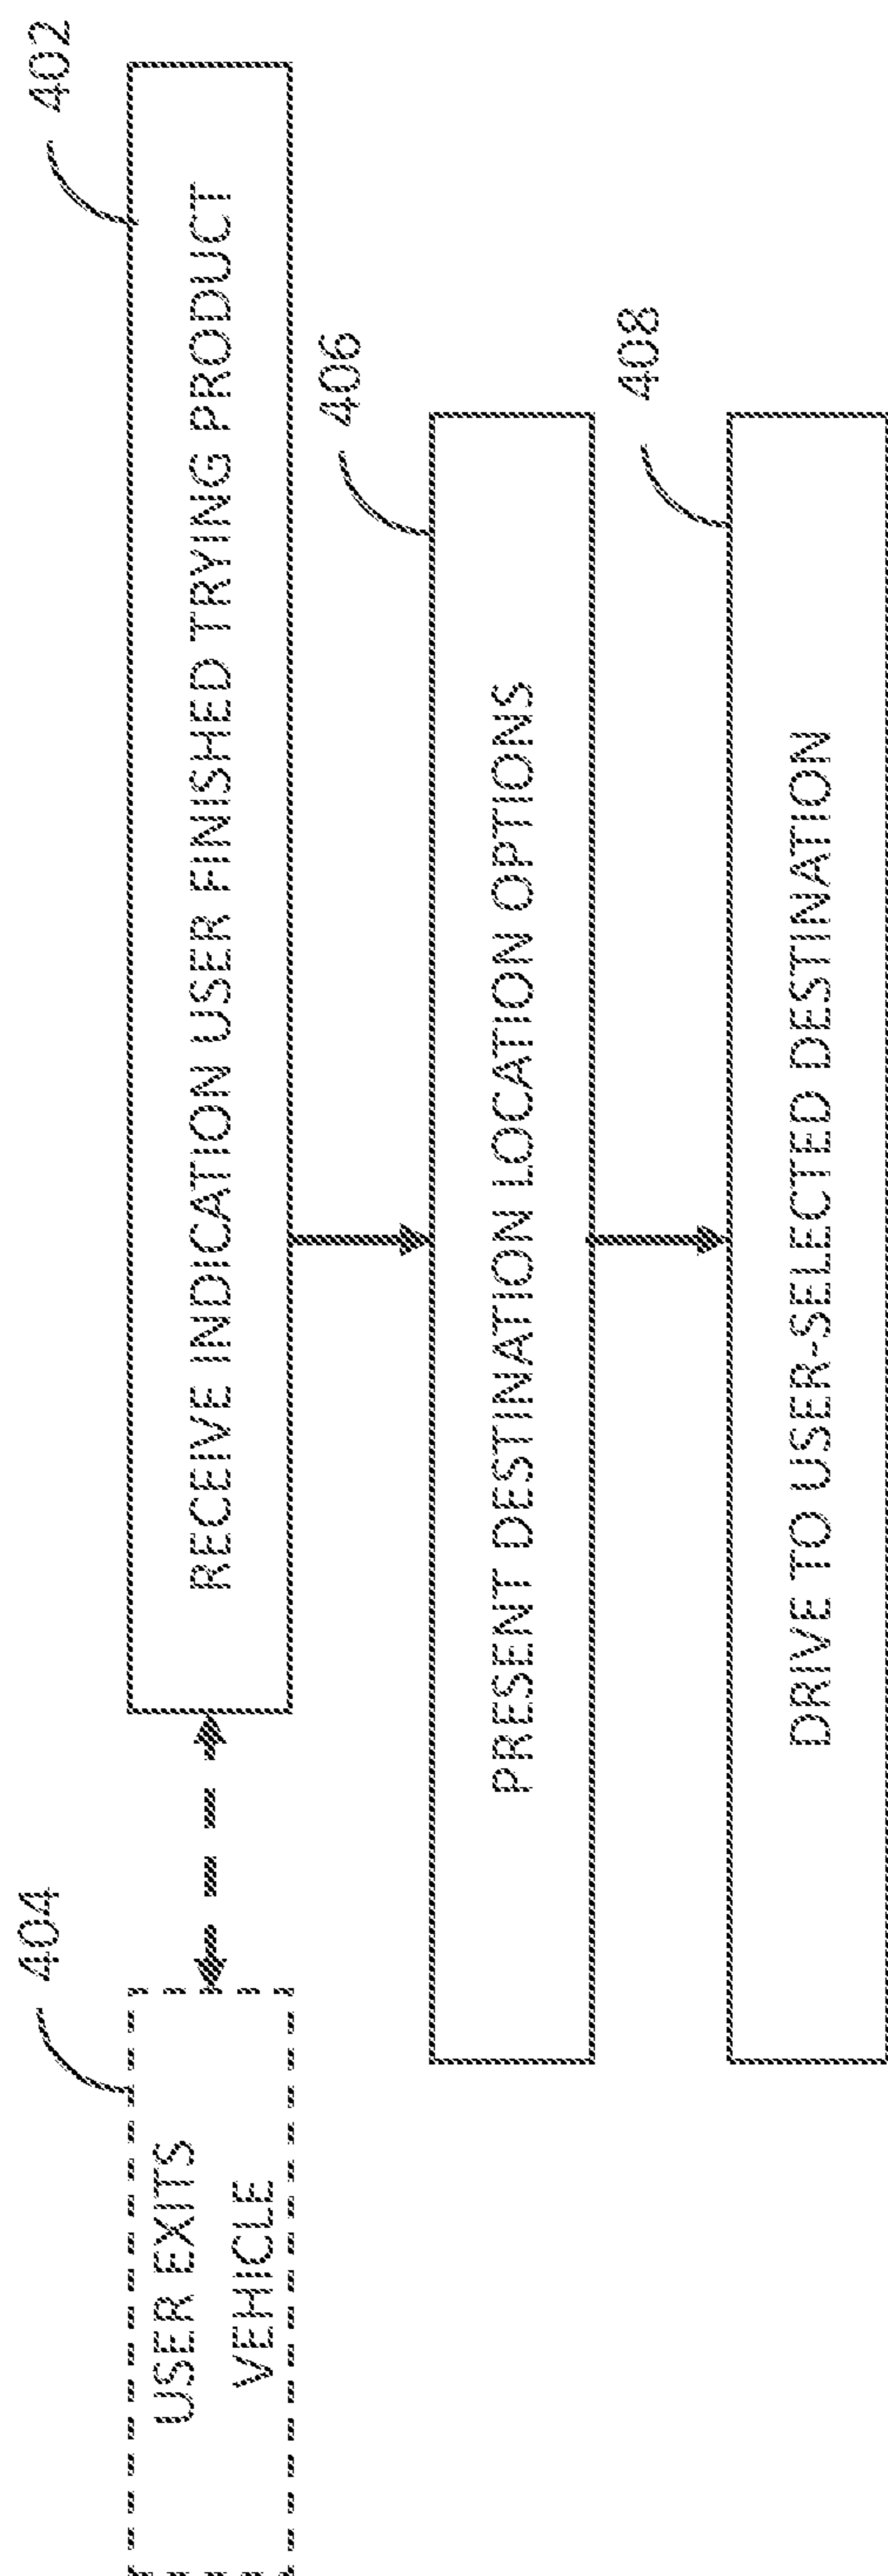 402
RECEIVE INDICATION USER FINISHED TRYING PRODUCT
404
USER EXITS
VEHICLE
406
PRESENT DESTINATION LOCATION OPTIONS
408
DRIVE TO USER-SELECTED DESTINATION